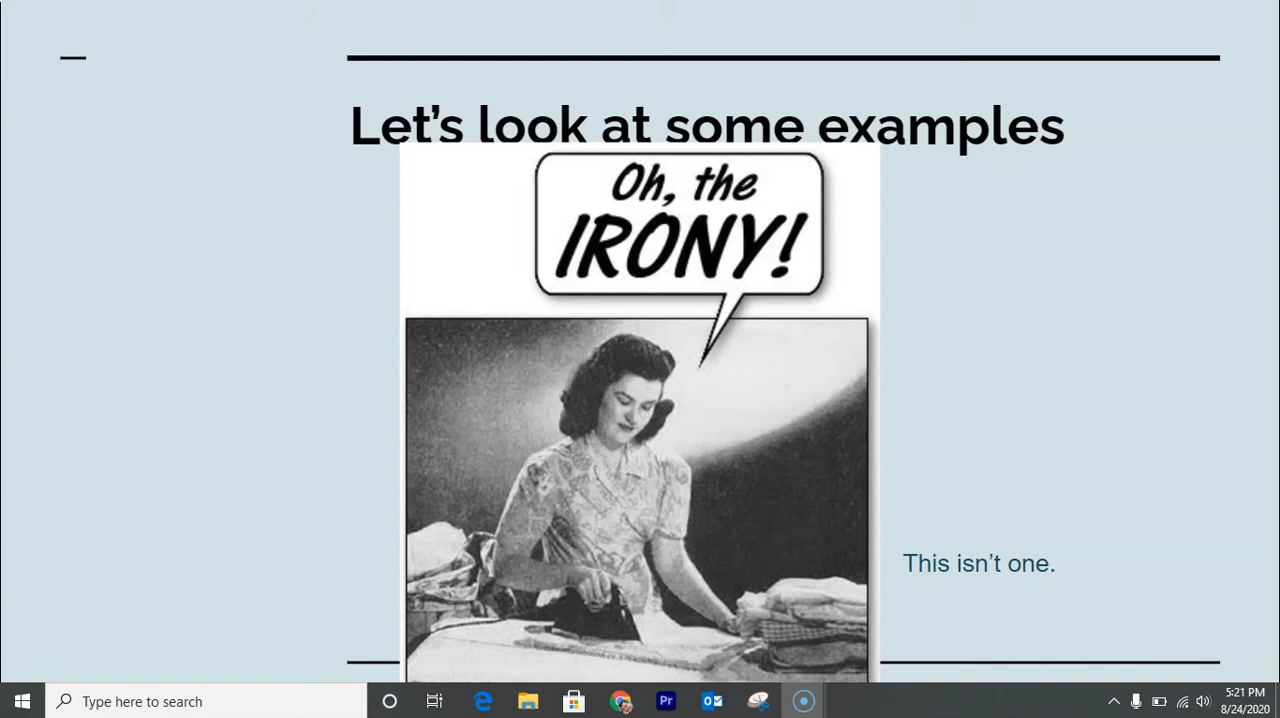 Let's look at some examples
Oh, the
IRONY!
This isn't one.
Type here to search
Pr
5:21 PM
8/24/2020